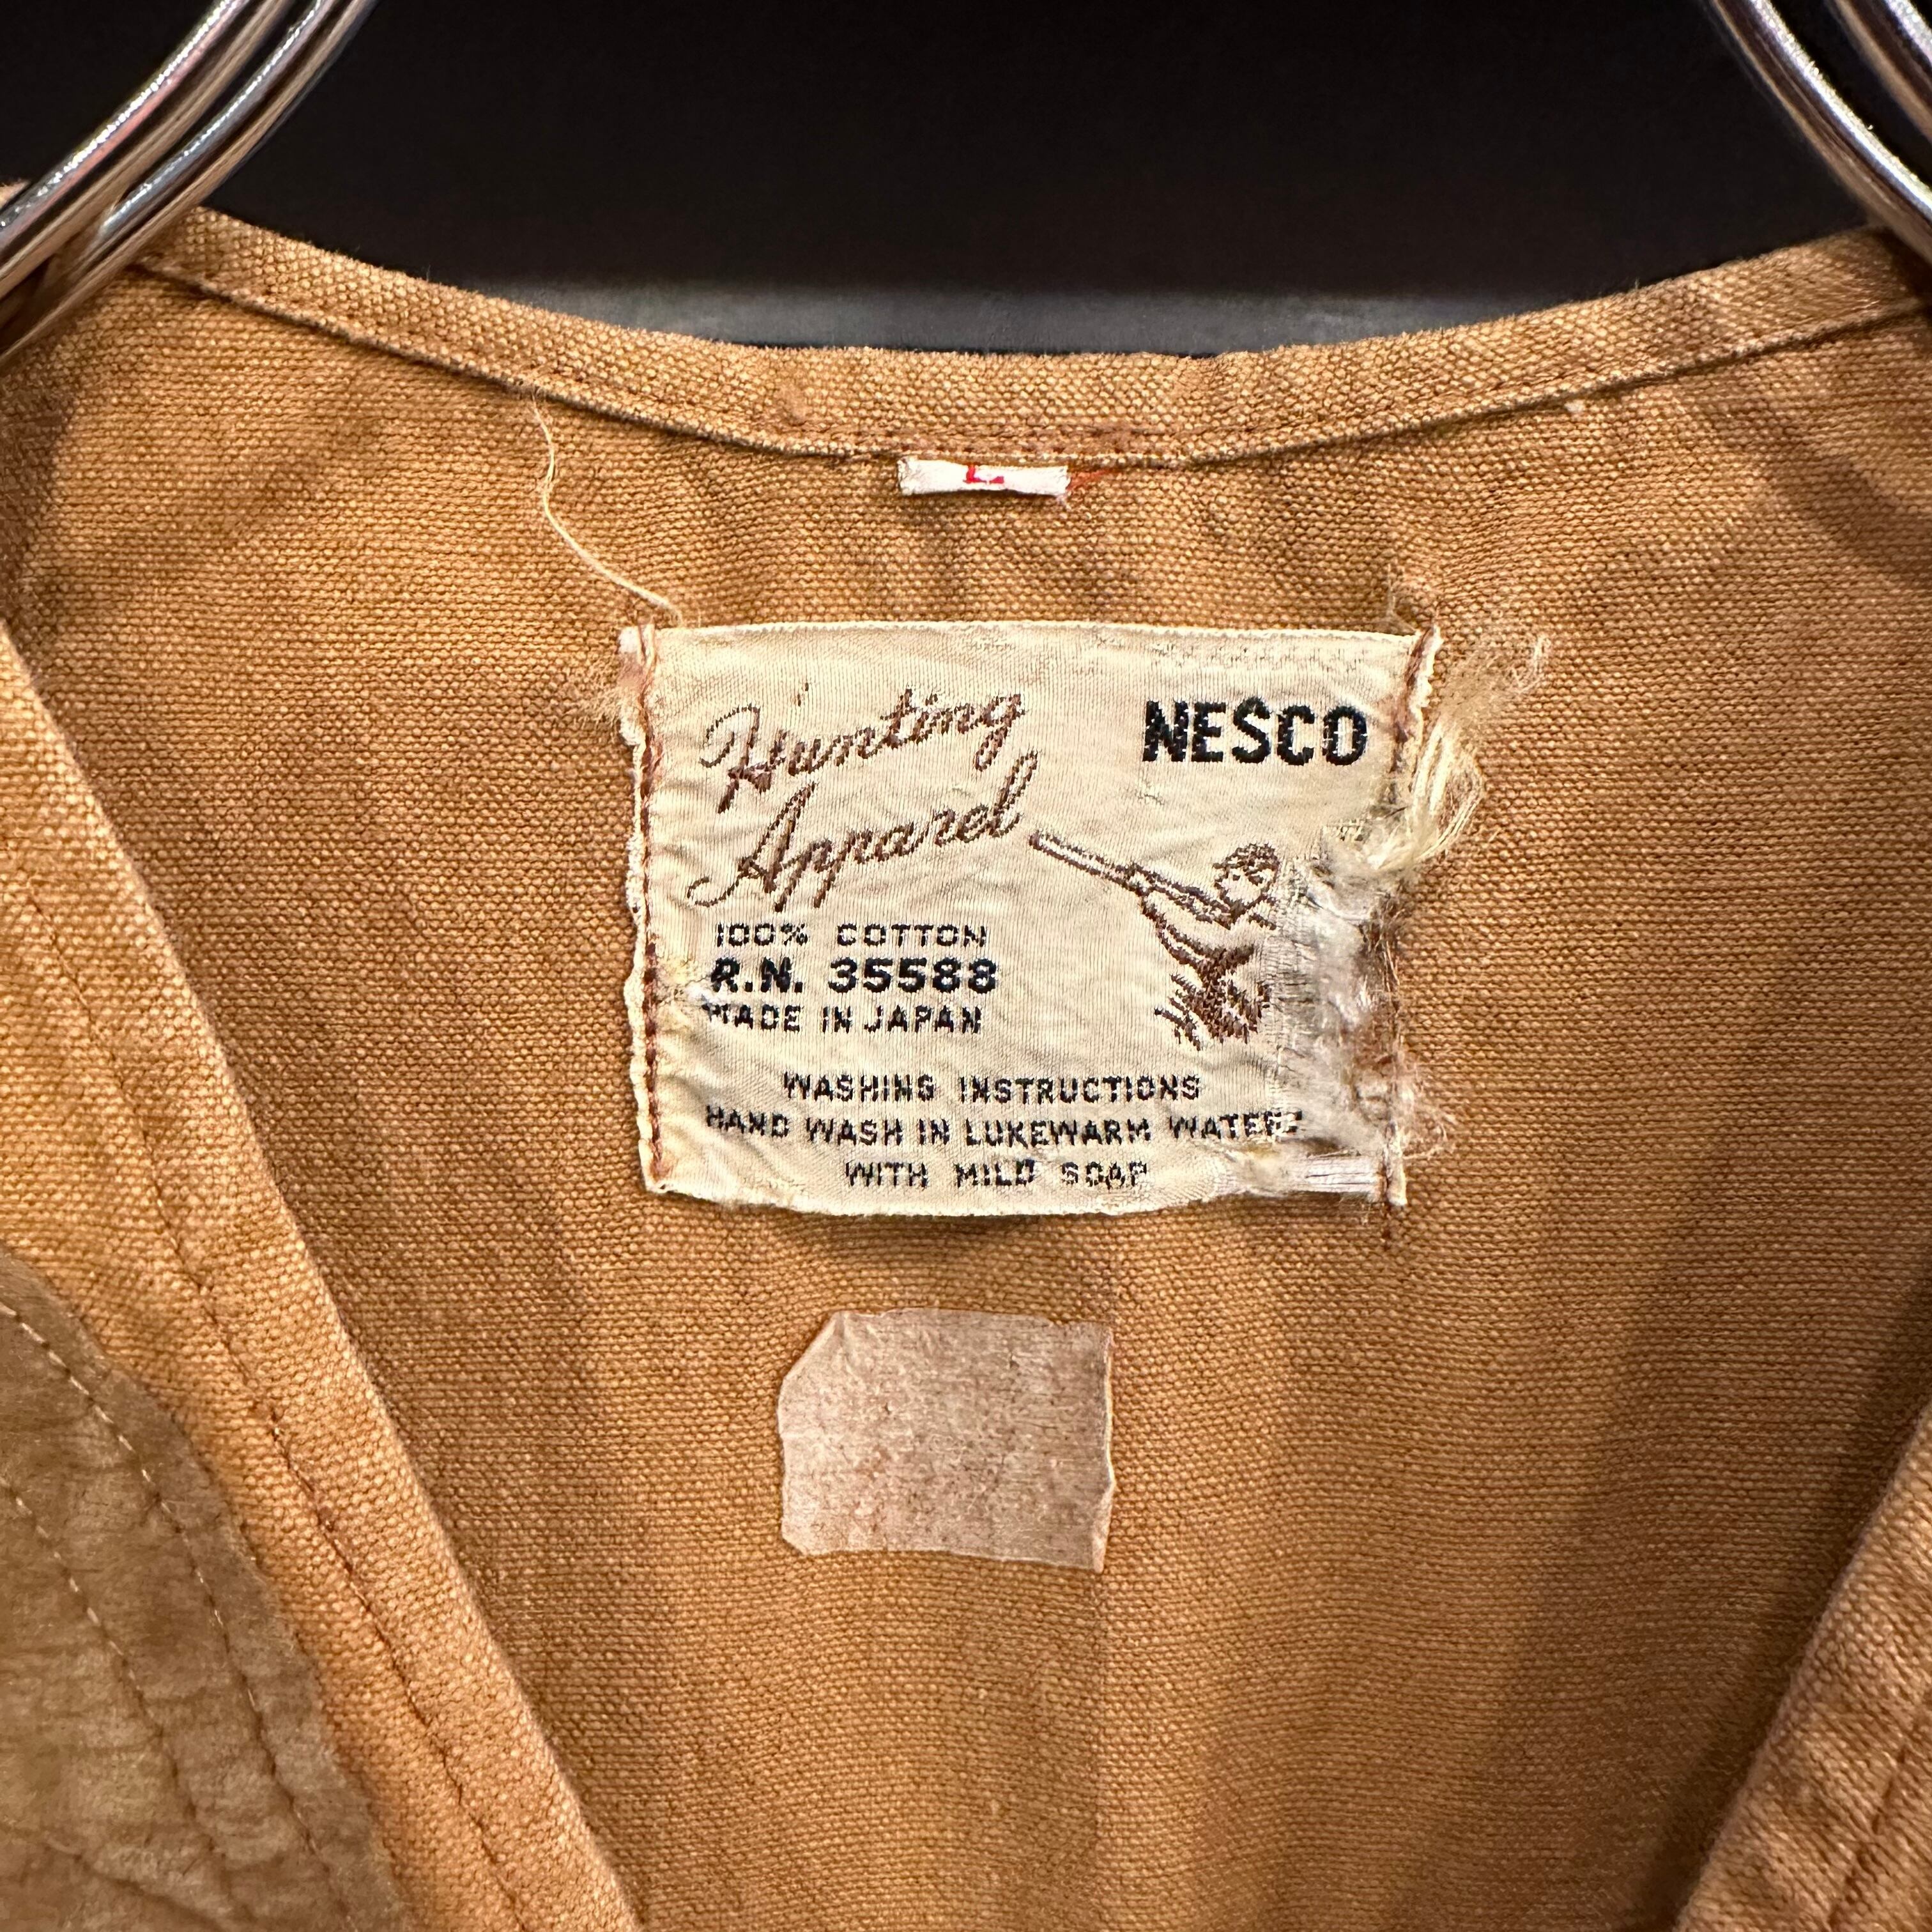 L
Hunting
Apparel
NESCO
100% COTTON
R.N. 35588
MADE IN JAPAN
WASHING INSTRUCTIONS
HAND WASH IN LUKEWARM WATER
WITH MILD SOAP